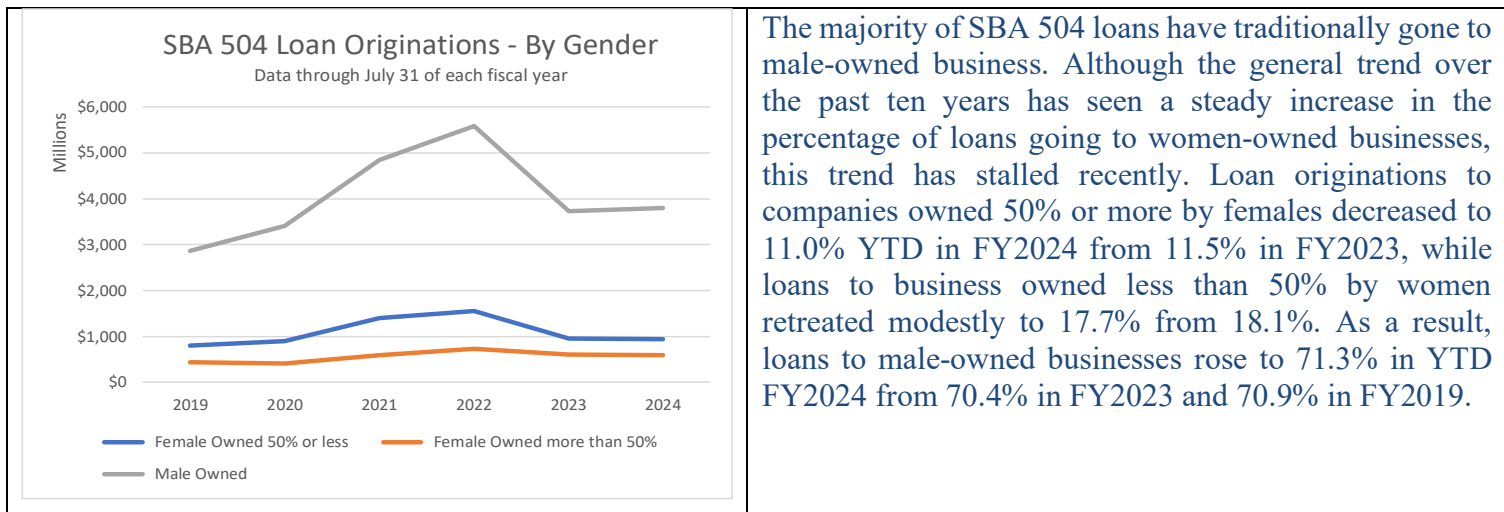 SBA 504 Loan Originations - By Gender
Data through July 31 of each fiscal year
Millions
$6,000
$5,000
$4,000
$3,000
$2,000
$1,000
$0
2019 2020 2021 2022 2023 2024
Female Owned 50% or less Female Owned more than 50%
Male Owned
The majority of SBA 504 loans have traditionally gone to
male-owned business. Although the general trend over
the past ten years has seen a steady increase in the
percentage of loans going to women-owned businesses,
this trend has stalled recently. Loan originations to
companies owned 50% or more by females decreased to
11.0% YTD in FY2024 from 11.5% in FY2023, while
loans to business owned less than 50% by women
retreated modestly to 17.7% from 18.1%. As a result,
loans to male-owned businesses rose to 71.3% in YTD
FY2024 from 70.4% in FY2023 and 70.9% in FY2019.